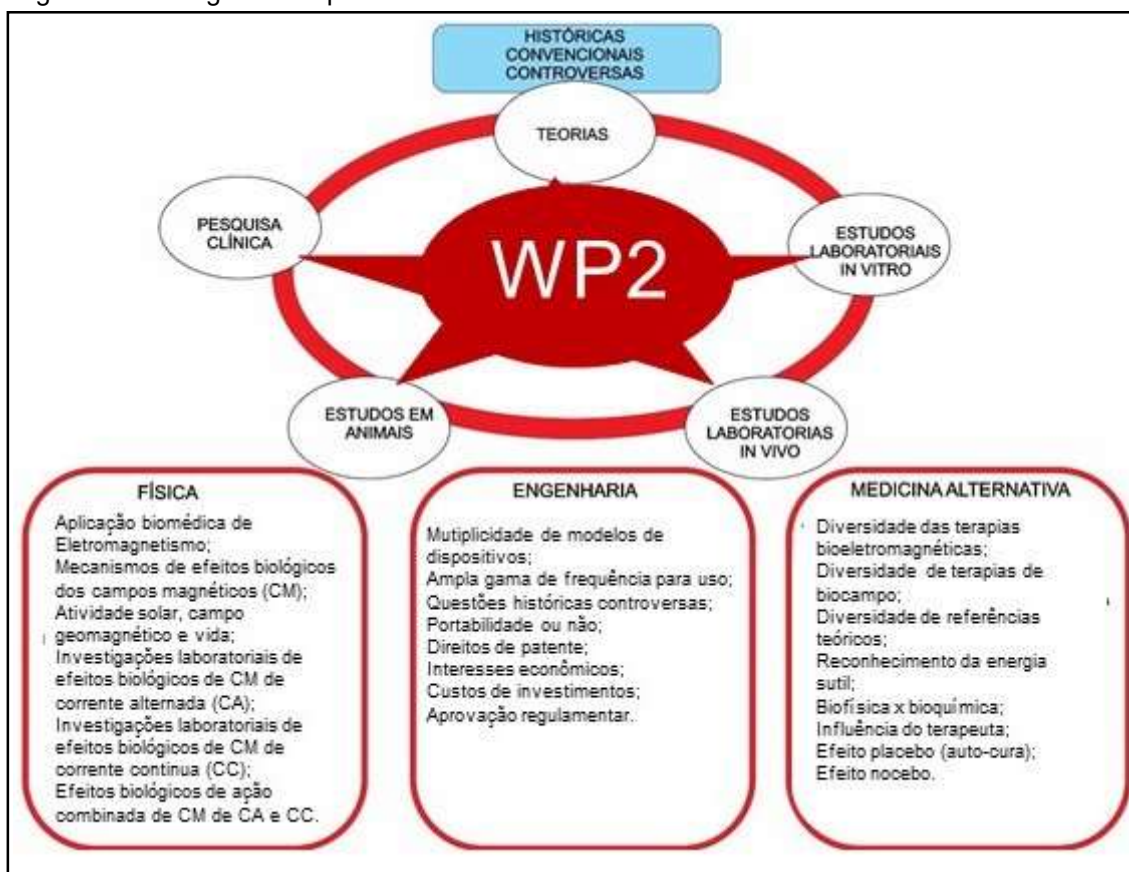 HISTÓRICAS
CONVENCIONAIS
CONTROVERSAS
TEORIAS
PESQUISA
CLÍNICA
WP2
ESTUDOS
LABORATORIAIS
IN VITRO
ESTUDOS EM
ANIMAIS
ESTUDOS
LABORATORIAS
IN VIVO
FÍSICA
Aplicação biomédica de
Eletromagnetismo;
Mecanismos de efeitos biológicos
dos campos magnéticos (CM);
Atividade solar, campo
geomagnético e vida;
Investigações laboratoriais de
efeitos biológicos de CM de
corrente alternada (CA);
Investigações laboratoriais de
efeitos biológicos de CM de
corrente continua (CC);
Efeitos biológicos de ação
combinada de CM de CA e CC.
ENGENHARIA
Mutiplicidade de modelos de
dispositivos;
Ampla gama de frequência para uso;
Questões históricas controversas;
Portabilidade ou não;
Direitos de patente;
Interesses econômicos;
Custos de investimentos;
Aprovação regulamentar.
MEDICINA ALTERNATIVA
Diversidade das terapias
bioeletromagnéticas;
Diversidade de terapias de
biocampo;
Diversidade de referências
teóricos;
Reconhecimento da energia
sutil;
Biofísica x bioquímica;
Influência do terapeuta;
Efeito placebo (auto-cura);
Efeito nocebo.